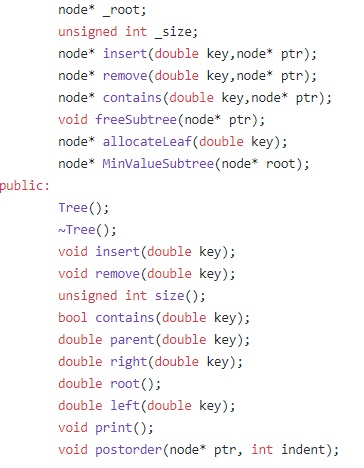 node* _root;
unsigned int _size;
node* insert(double key,node* ptr);
node* remove(double key,node* ptr);
node* contains(double key,node* ptr);
void freeSubtree(node* ptr);
node* allocateLeaf(double key);
node* MinValueSubtree(node* root);
public:
Tree();
~Tree();
void insert(double key);
void remove(double key);
unsigned int size();
bool contains(double key);
double parent(double key);
double right(double key);
double root();
double left(double key);
void print();
void postorder(node* ptr, int indent);